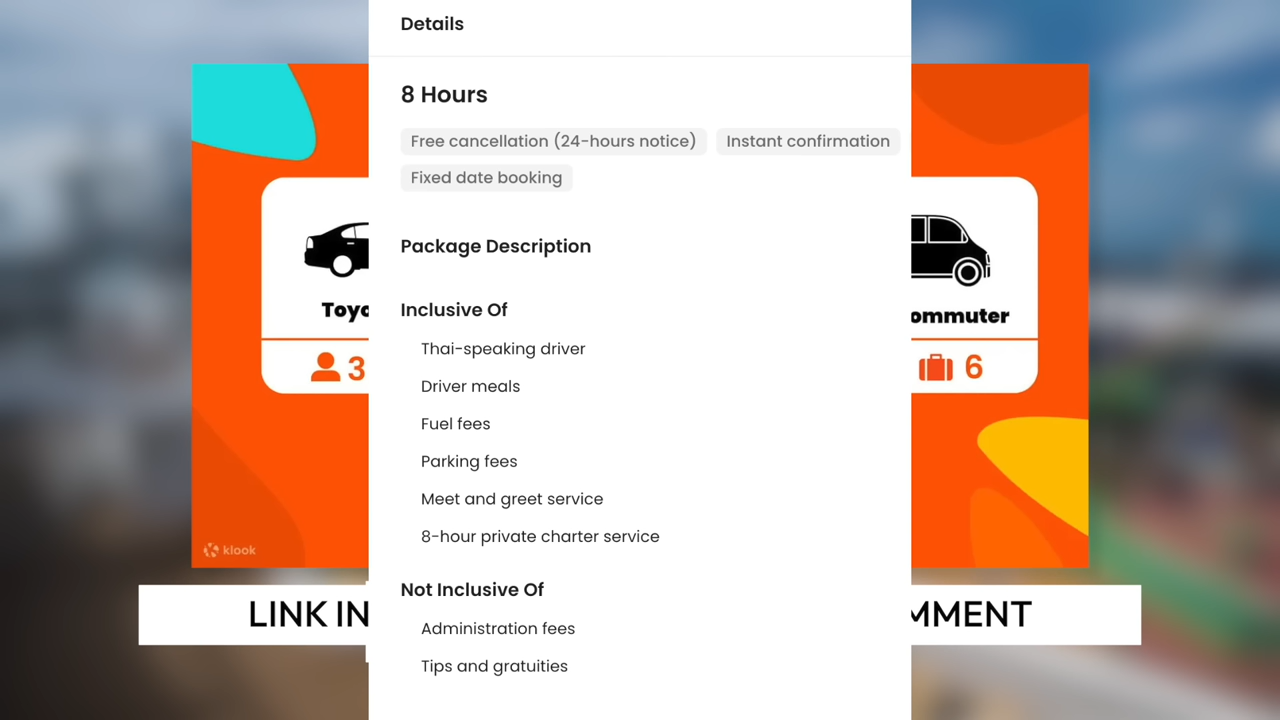 Details
8 Hours
Free cancellation (24-hours notice) Instant confirmation
Fixed date booking
Package Description
Inclusive Of
Thai-speaking driver
Driver meals
Fuel fees
Parking fees
Meet and greet service
8-hour private charter service
Not Inclusive Of
Administration fees
Tips and gratuities
Toyo
3
ommuter
6
klook
LINK IN
MMENT